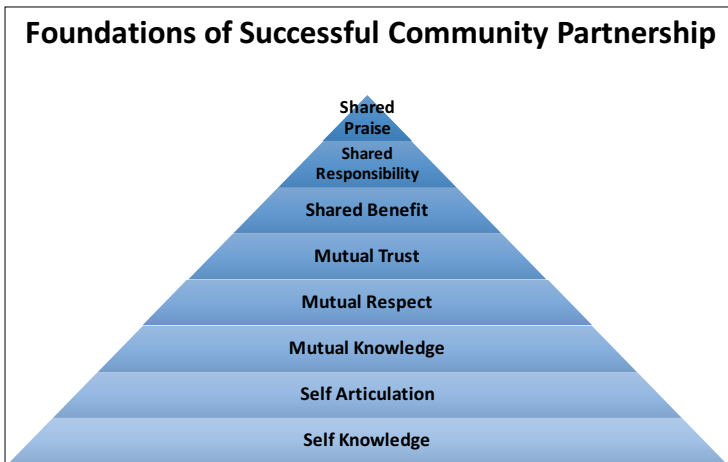 Foundations of Successful Community Partnership
Shared
Praise
Shared
Responsibility
Shared Benefit
Mutual Trust
Mutual Respect
Mutual Knowledge
Self Articulation
Self Knowledge